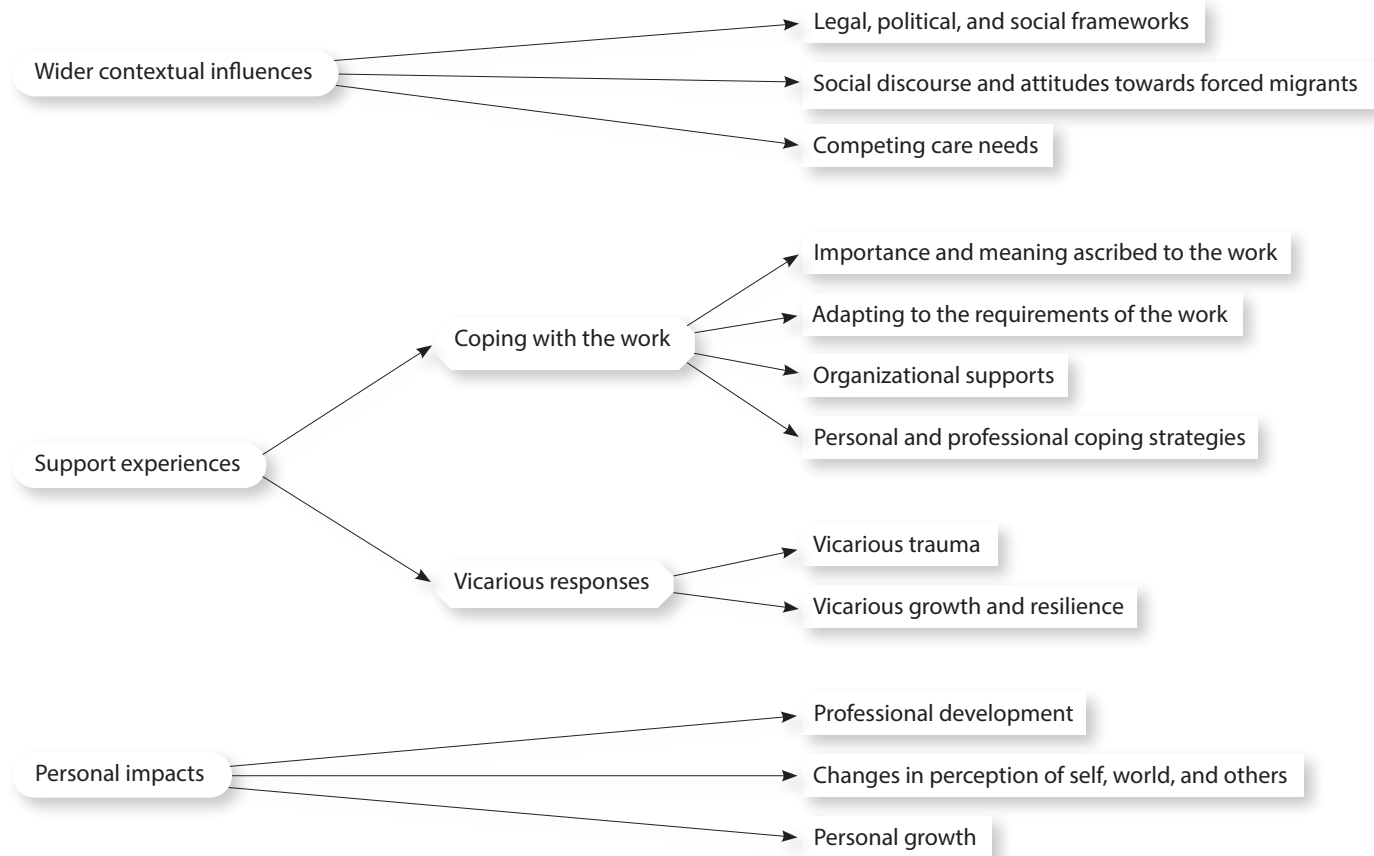 Wider contextual influences
Legal, political, and social frameworks
Social discourse and attitudes towards forced migrants
Competing care needs
Support experiences
Coping with the work
Importance and meaning ascribed to the work
Adapting to the requirements of the work
Organizational supports
Personal and professional coping strategies
Vicarious responses
Vicarious trauma
Vicarious growth and resilience
Personal impacts
Professional development
Changes in perception of self, world, and others
Personal growth